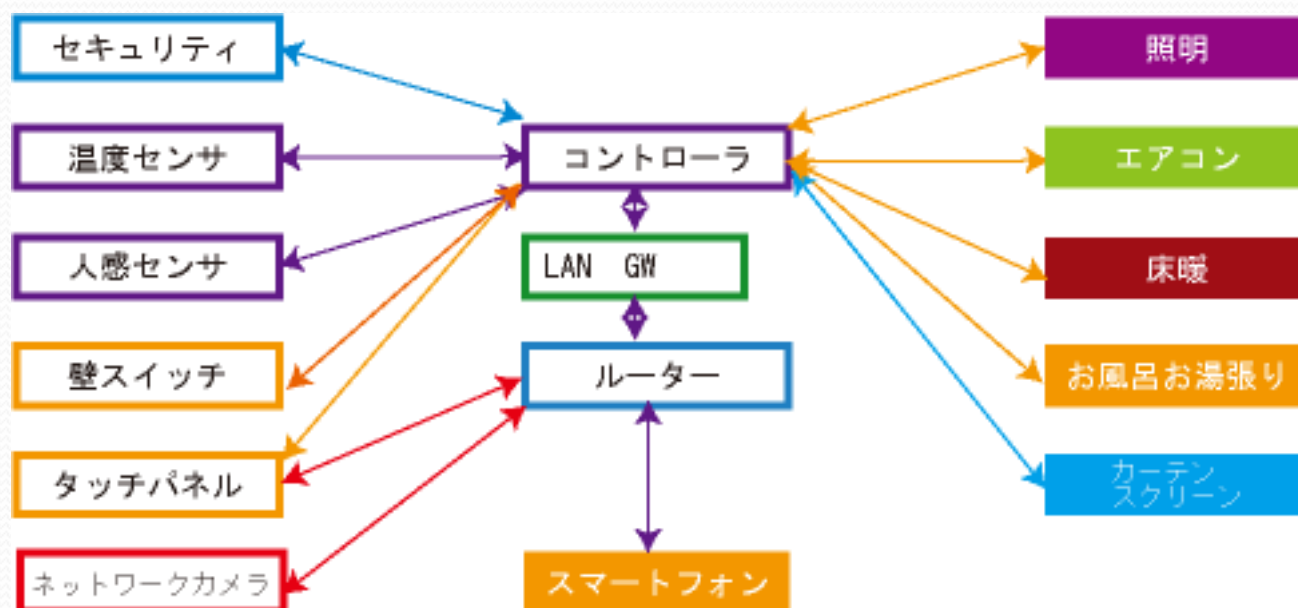 セキュリティ
温度センサ
人感センサ
壁スイッチ
タッチパネル
ネットワークカメラ
コントローラ
LAN GW
ルーター
スマートフォン
照明
エアコン
床暖
お風呂お湯張り
カーテン
スクリーン